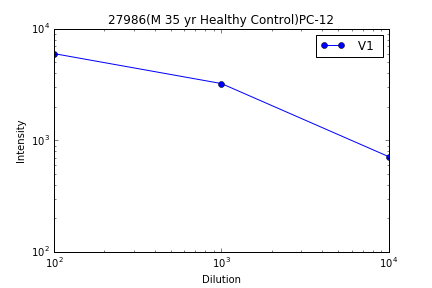 27986(M 35 yr Healthy Control)PC-12
V1
10^4
10^3
10^2
Intensity
10^2 10^3 10^4
Dilution